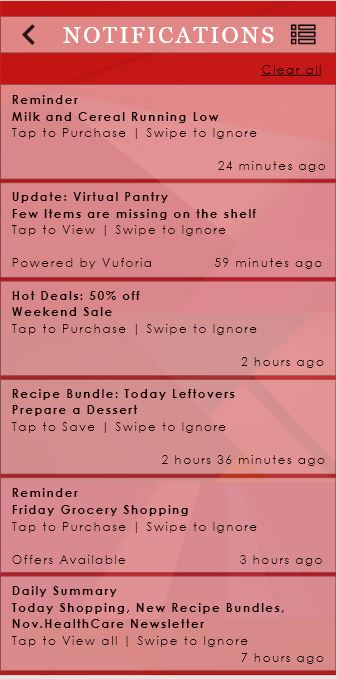 NOTIFICATIONS
Clear all
Reminder
Milk and Cereal Running Low
Tap to Purchase | Swipe to Ignore
24 minutes ago
Update: Virtual Pantry
Few Items are missing on the shelf
Tap to View | Swipe to Ignore
Powered by Vuforia 59 minutes ago
Hot Deals: 50% off
Weekend Sale
Tap to Purchase | Swipe to Ignore
2 hours ago
Recipe Bundle: Today Leftovers
Prepare a Dessert
Tap to Save | Swipe to Ignore
2 hours 36 minutes ago
Reminder
Friday Grocery Shopping
Tap to Purchase | Swipe to Ignore
Offers Available 3 hours ago
Daily Summary
Today Shopping, New Recipe Bundles,
Nov.HealthCare Newsletter
Tap to View all | Swipe to Ignore
7 hours ago